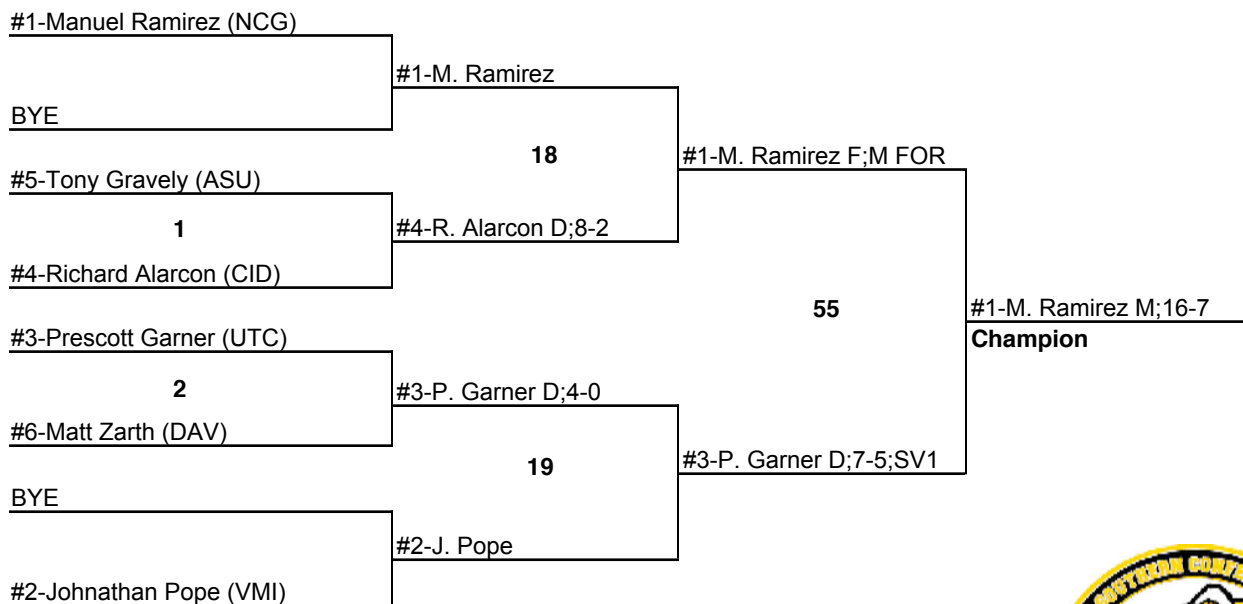 #1-Manuel Ramirez (NCG)
#1-M. Ramirez
BYE
18
#1-M. Ramirez F;M FOR
#5-Tony Gravely (ASU)
1
#4-R. Alarcon D;8-2
#4-Richard Alarcon (CID)
55
#1-M. Ramirez M;16-7
Champion
#3-Prescott Garner (UTC)
2
#3-P. Garner D;4-0
#6-Matt Zarth (DAV)
19
#3-P. Garner D;7-5;SV1
BYE
#2-J. Pope
#2-Johnathan Pope (VMI)
SOUTHERN